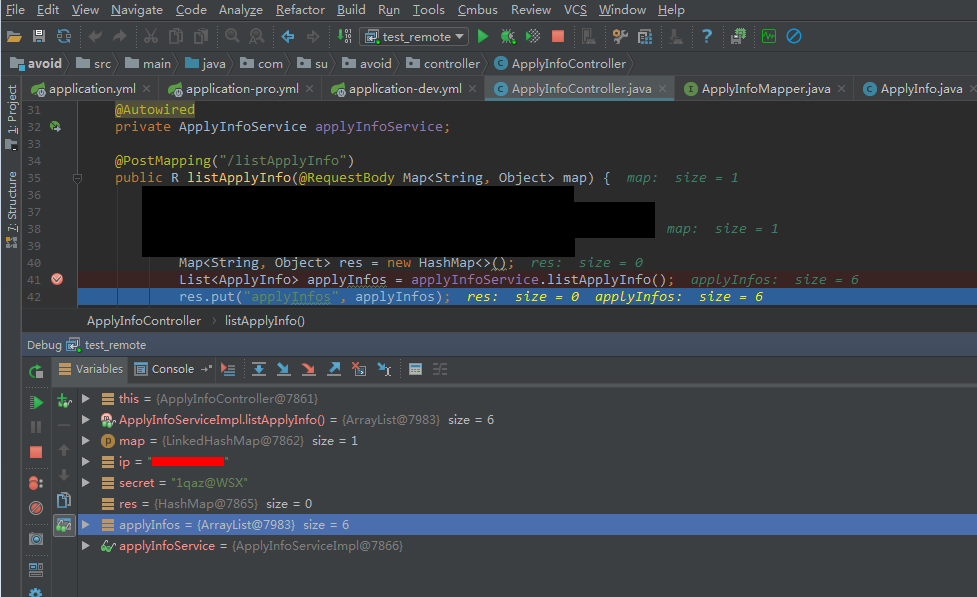 File Edit View Navigate Code Analyze Refactor Build Run Tools Cmbus Review VCS Window Help
test_remote
avoid src main java com su avoid controller ApplyInfoController
application.yml application-pro.yml application-dev.yml ApplyInfoController.java ApplyInfoMapper.java ApplyInfo.java
1: Project
7: Structure
31 @Autowired
32 private ApplyInfoService applyInfoService;
33
34 @PostMapping("/listApplyInfo")
35 public R listApplyInfo(@RequestBody Map<String, Object> map) { map: size = 1
36
37
38 map: size = 1
39
40 Map<String, Object> res = new HashMap<>(); res: size = 0
41 List<ApplyInfo> applyInfos = applyInfoService.listApplyInfo(); applyInfos: size = 6
42 res.put("applyInfos", applyInfos); res: size = 0 applyInfos: size = 6
ApplyInfoController › listApplyInfo()
Debug test_remote
Variables Console
this = {ApplyInfoController@7861}
ApplyInfoServiceImpl.listApplyInfo() = {ArrayList@7983} size = 6
map = {LinkedHashMap@7862} size = 1
ip = ""
secret = "1qaz@WSX"
res = {HashMap@7865} size = 0
applyInfos = {ArrayList@7983} size = 6
applyInfoService = {ApplyInfoServiceImpl@7866}